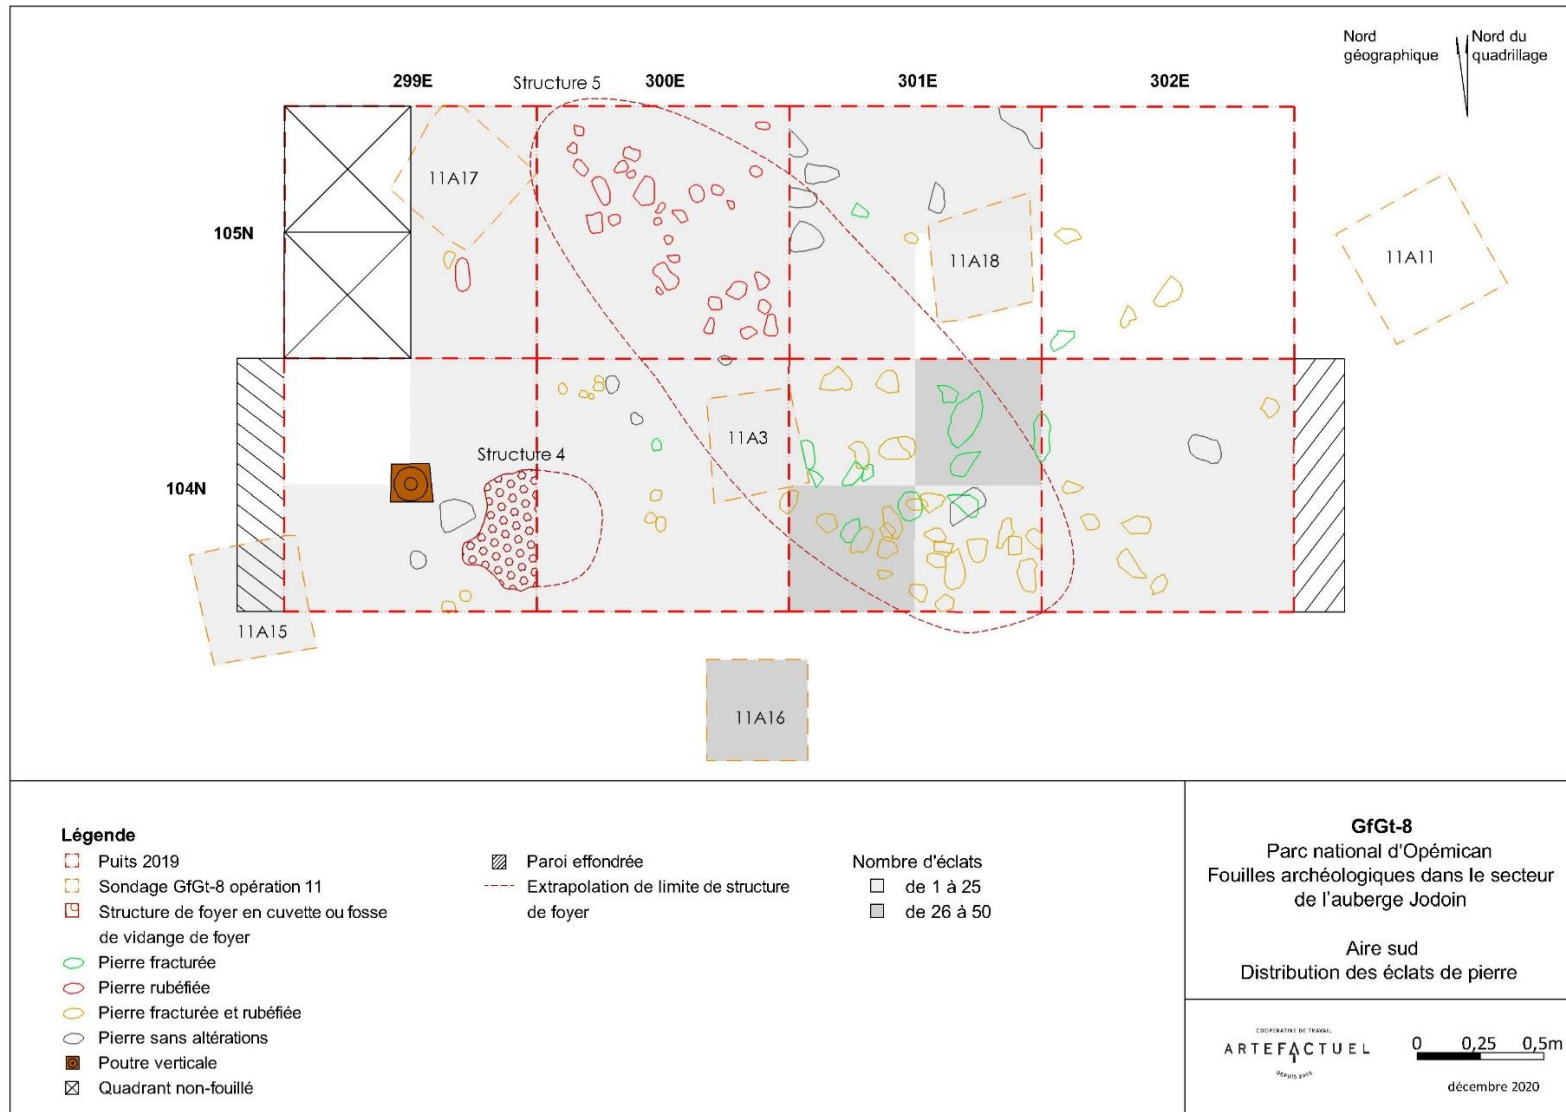 Nord
géographique
Nord du
quadrillage
299E
Structure 5
300E
301E
302E
11A17
105N
11A18
11A11
11A3
Structure 4
104N
11A15
11A16
Légende
Puits 2019
Sondage GfGt-8 opération 11
Structure de foyer en cuvette ou fosse
de vidange de foyer
Pierre fracturée
Pierre rubéfiée
Pierre fracturée et rubéfiée
Pierre sans altérations
Poutre verticale
Quadrant non-fouillé
Paroi effondrée
Extrapolation de limite de structure
de foyer
Nombre d'éclats
de 1 à 25
de 26 à 50
GfGt-8
Parc national d'Opémican
Fouilles archéologiques dans le secteur
de l'auberge Jodoin
Aire sud
Distribution des éclats de pierre
COOPÉRATIVE DE TRAVAIL
ARTEFACTUEL
DEPUIS 2003
0 0,25 0,5m
décembre 2020